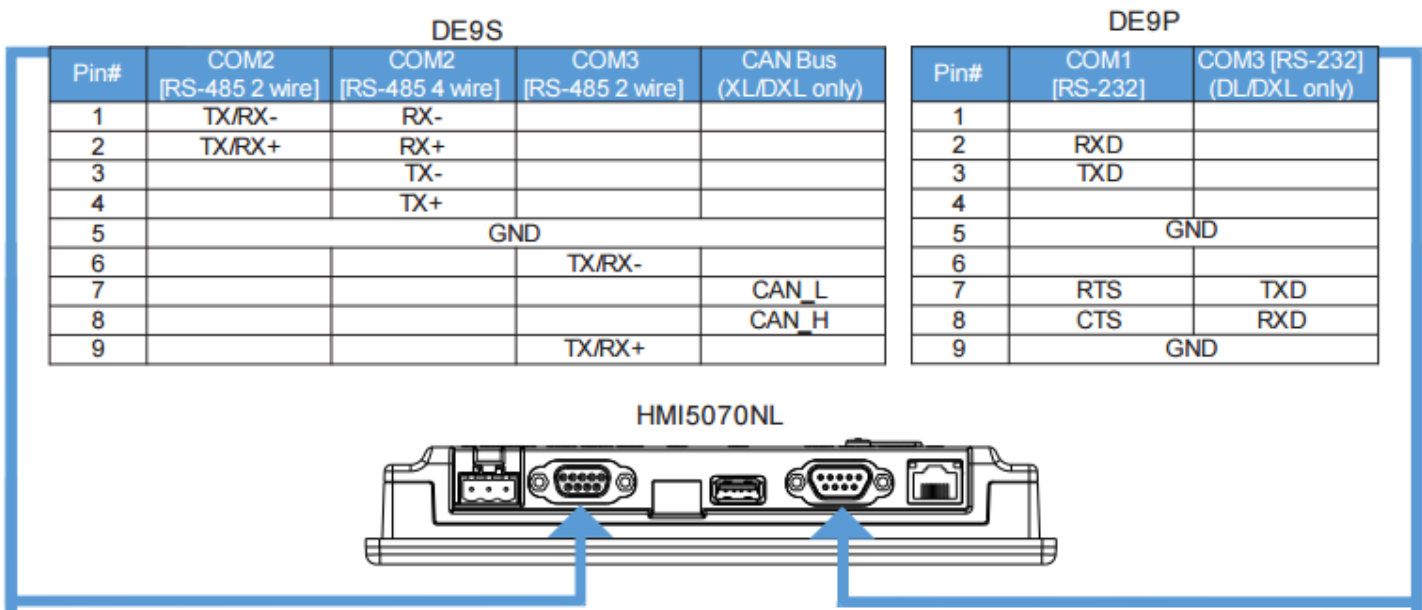 DE9S
Pin# COM2 [RS-485 2 wire] COM2 [RS-485 4 wire] COM3 [RS-485 2 wire] CAN Bus (XL/DXL only)
1 TX/RX- RX-
2 TX/RX+ RX+
3 TX-
4 TX+
5 GND
6 TX/RX-
7 CAN_L
8 CAN_H
9 TX/RX+
DE9P
Pin# COM1 [RS-232] COM3 [RS-232] (DL/DXL only)
1
2 RXD
3 TXD
4
5 GND
6
7 RTS TXD
8 CTS RXD
9 GND
HMI5070NL